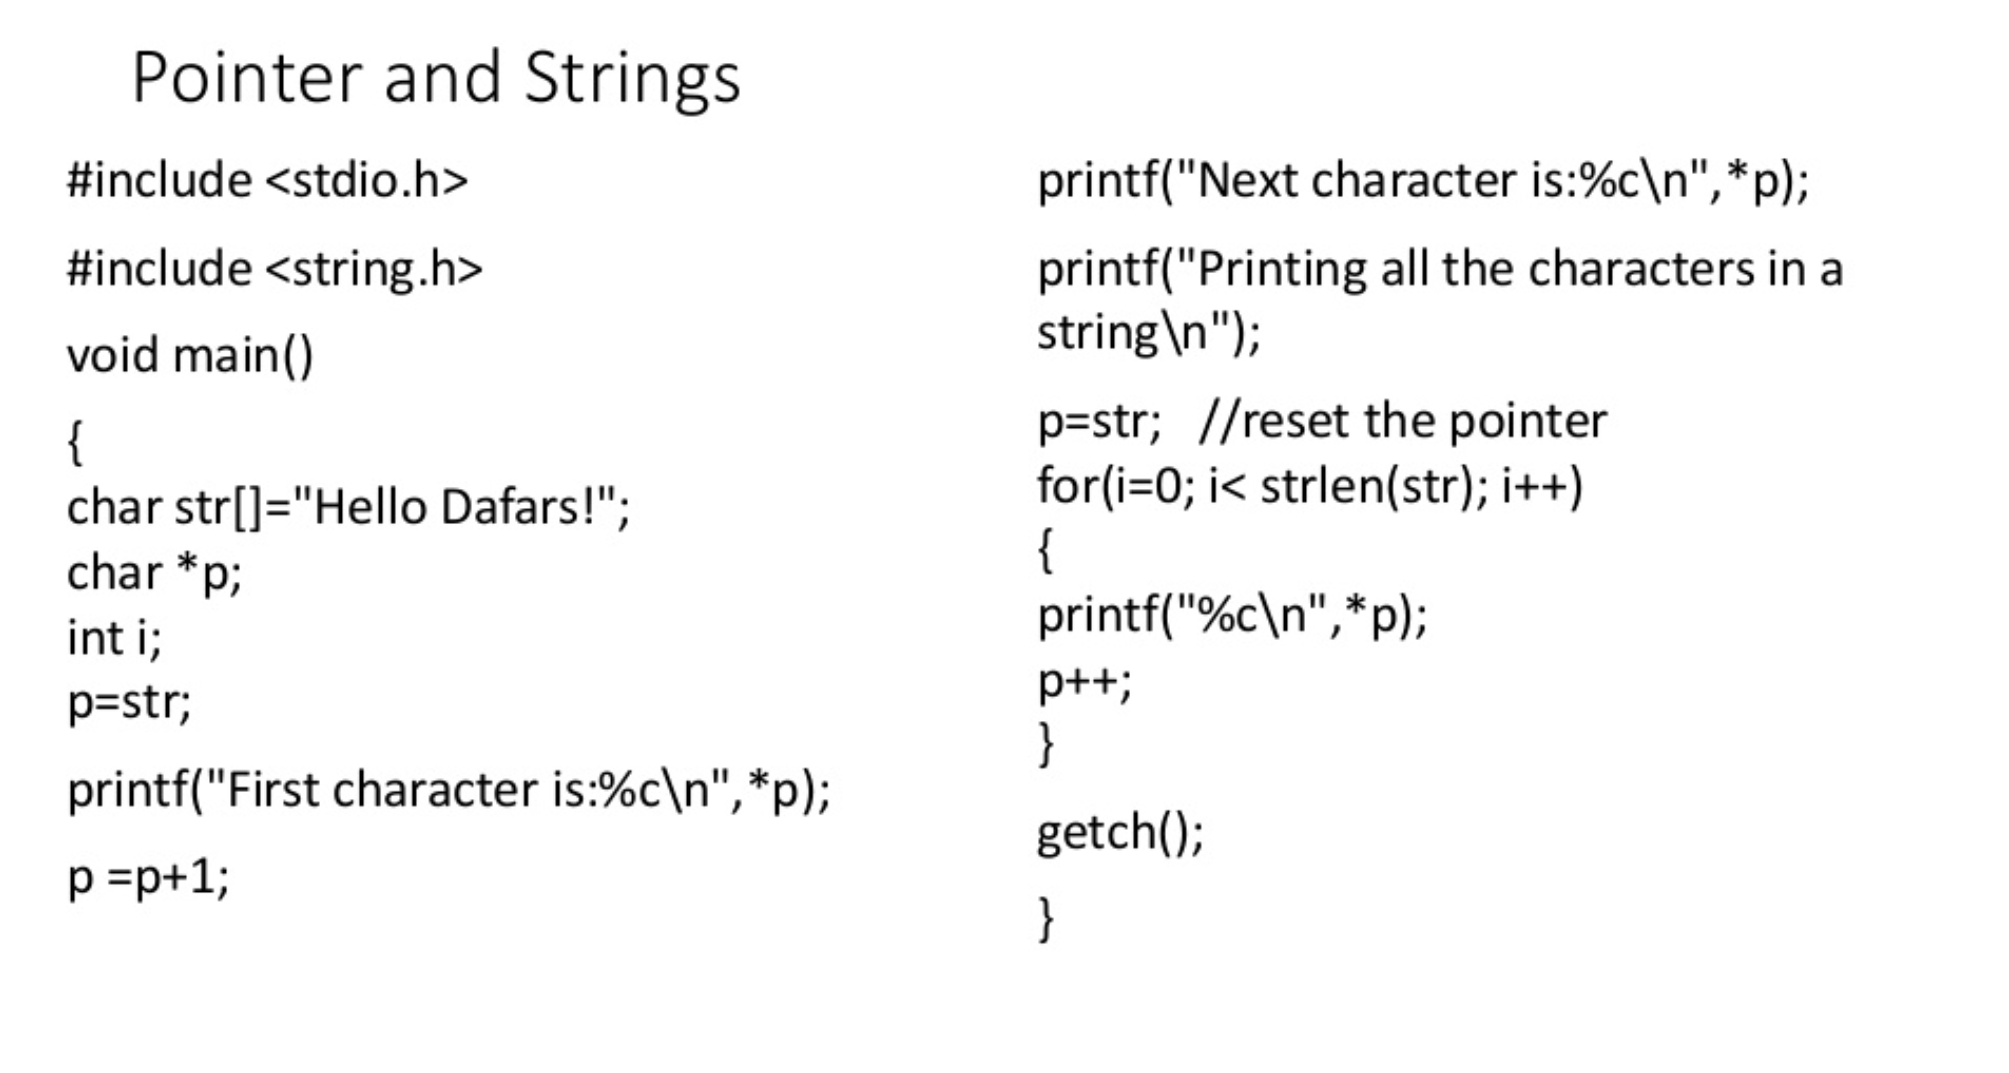 Pointer and Strings
#include <stdio.h>
#include <string.h>
void main()
{
char str[]="Hello Dafars!";
char *p;
int i;
p=str;
printf("First character is:%c\n",*p);
p =p+1;
printf("Next character is:%c\n",*p);
printf("Printing all the characters in a
string\n");
p=str;   //reset the pointer
for(i=0; i< strlen(str); i++)
{
printf("%c\n",*p);
p++;
}
getch();
}